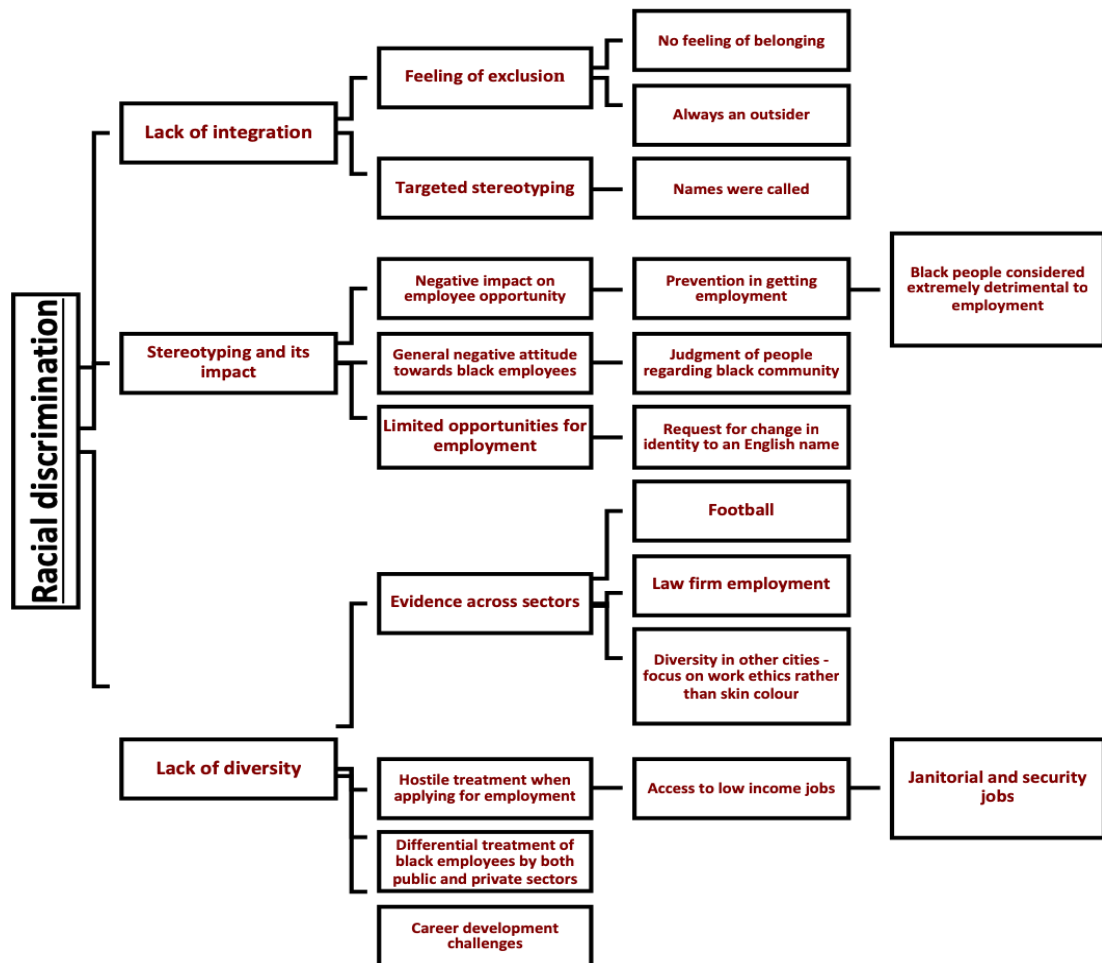 Racial discrimination
Lack of integration
Feeling of exclusion
No feeling of belonging
Always an outsider
Targeted stereotyping
Names were called
Stereotyping and its
impact
Negative impact on
employee opportunity
Prevention in getting
employment
Black people considered
extremely detrimental to
employment
General negative attitude
towards black employees
Judgment of people
regarding black community
Limited opportunities for
employment
Request for change in
identity to an English name
Lack of diversity
Evidence across sectors
Football
Law firm employment
Diversity in other cities -
focus on work ethics rather
than skin colour
Hostile treatment when
applying for employment
Access to low income jobs
Janitorial and security
jobs
Differential treatment of
black employees by both
public and private sectors
Career development
challenges